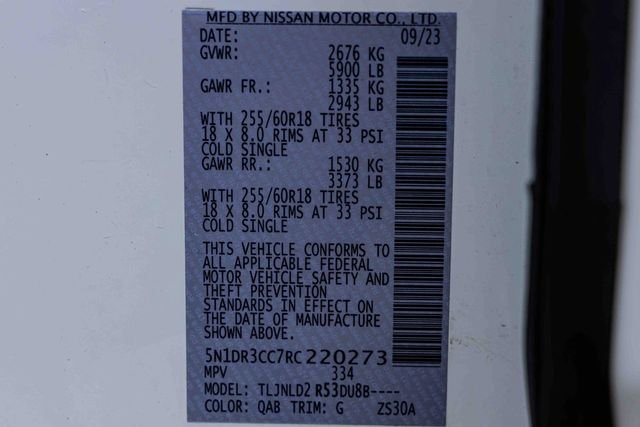 MFD BY NISSAN MOTOR CO., LTD.
DATE: 09/23
GVWR: 2676 KG
5900 LB
GAWR FR.: 1335 KG
2943 LB
WITH 255/60R18 TIRES
18 X 8.0 RIMS AT 33 PSI
COLD SINGLE
GAWR RR.: 1530 KG
3373 LB
WITH 255/60R18 TIRES
18 X 8.0 RIMS AT 33 PSI
COLD SINGLE
THIS VEHICLE CONFORMS TO
ALL APPLICABLE FEDERAL
MOTOR VEHICLE SAFETY AND
THEFT PREVENTION
STANDARDS IN EFFECT ON
THE DATE OF MANUFACTURE
SHOWN ABOVE.
5N1DR3CC7RC220273
MPV 334
MODEL: TLJNLD2 R53DU8B----
COLOR: QAB TRIM: G ZS30A